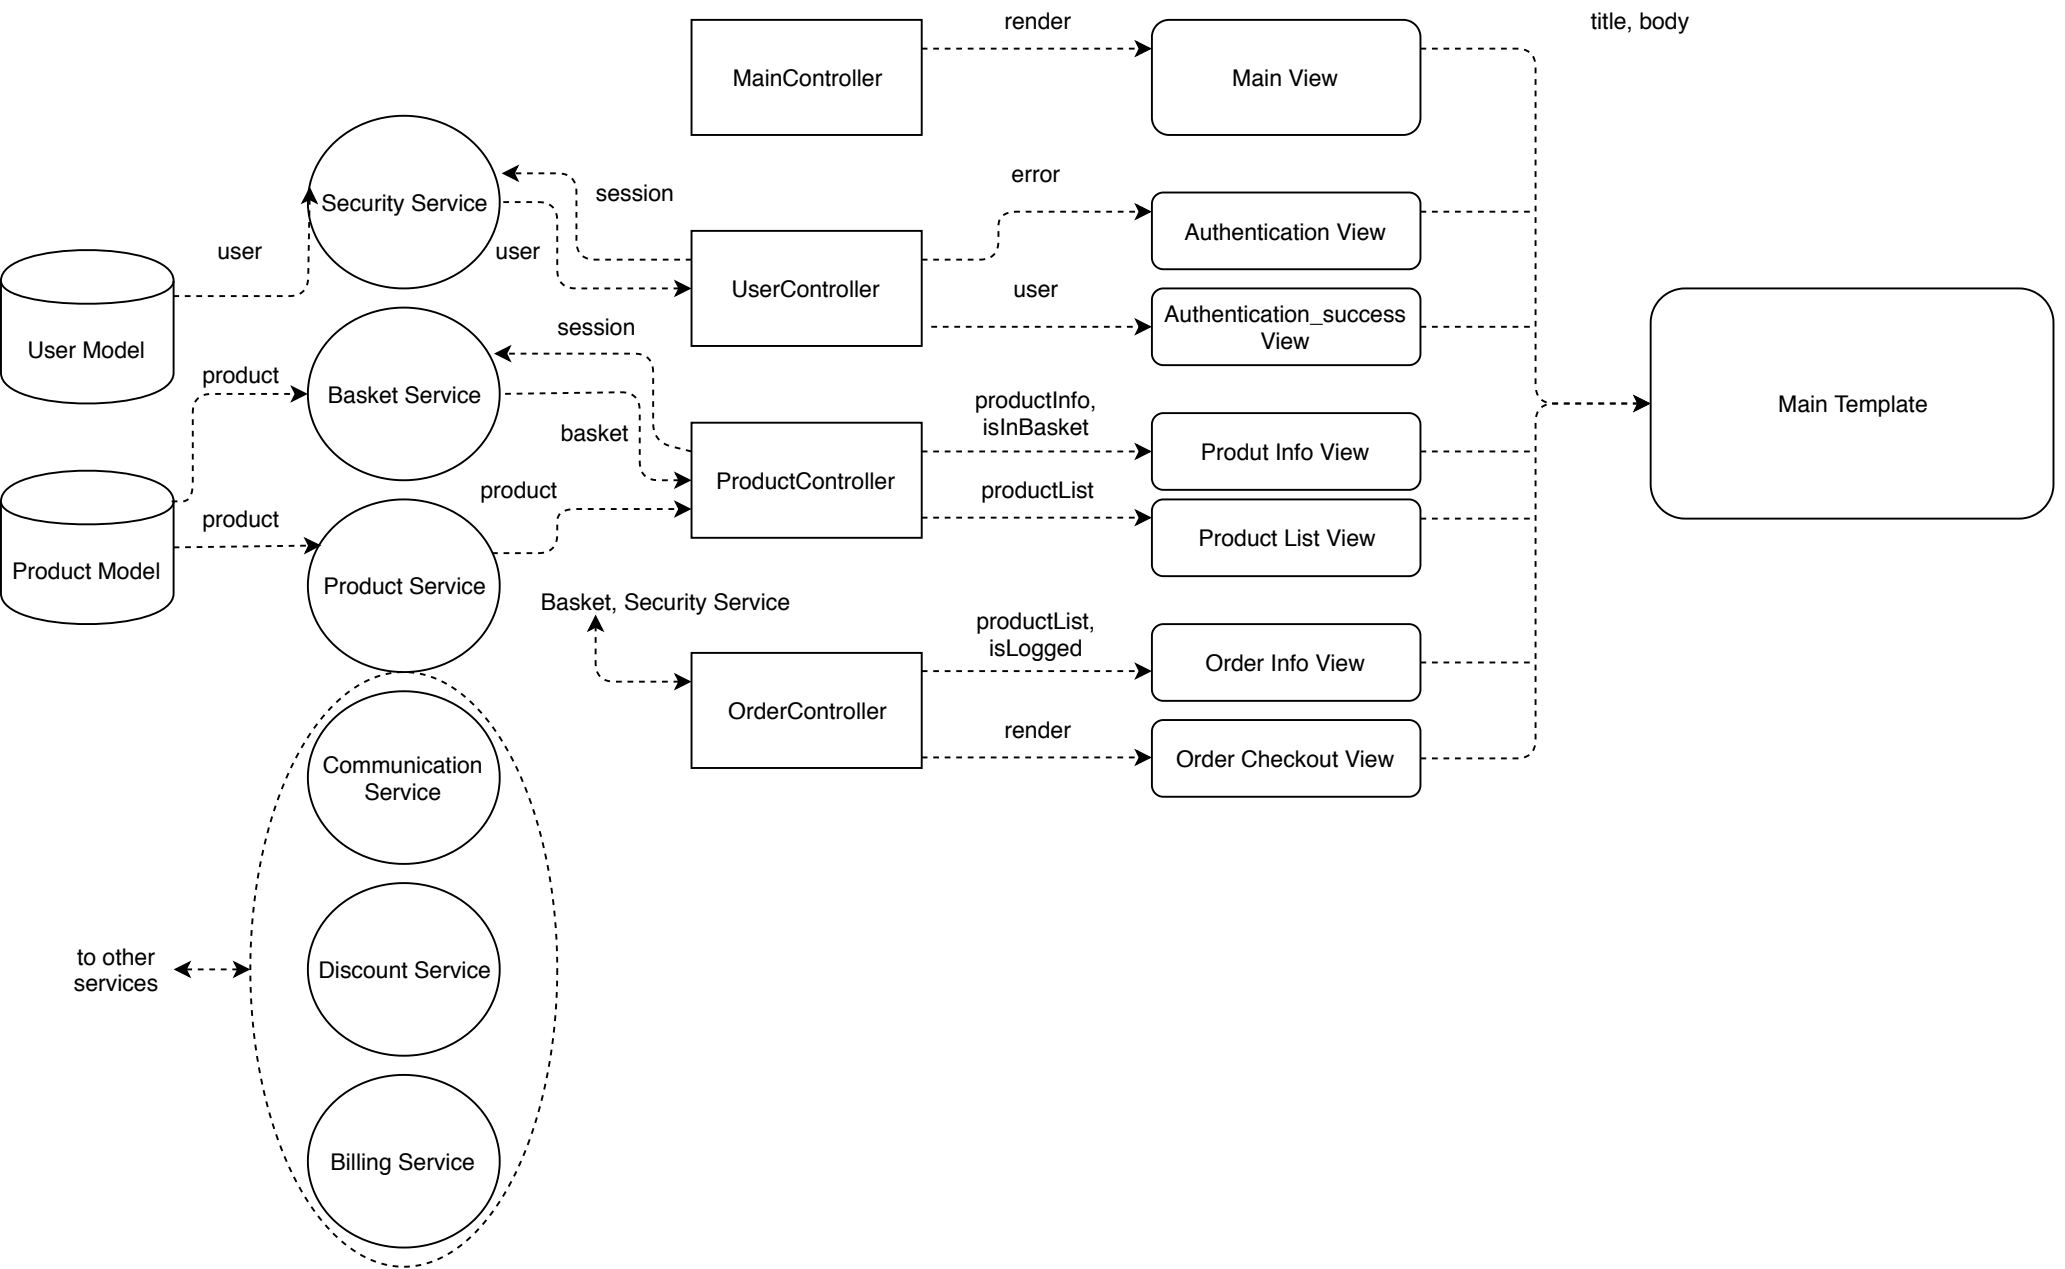 render
title, body
MainController
Main View
Security Service
session
user
user
error
Authentication View
UserController
user
Authentication_success
View
User Model
session
product
Basket Service
basket
productInfo,
isInBasket
Produt Info View
Main Template
ProductController
product
productList
Product List View
product
Product Model
Product Service
Basket, Security Service
productList,
isLogged
Order Info View
OrderController
render
Order Checkout View
Communication
Service
to other
services
Discount Service
Billing Service